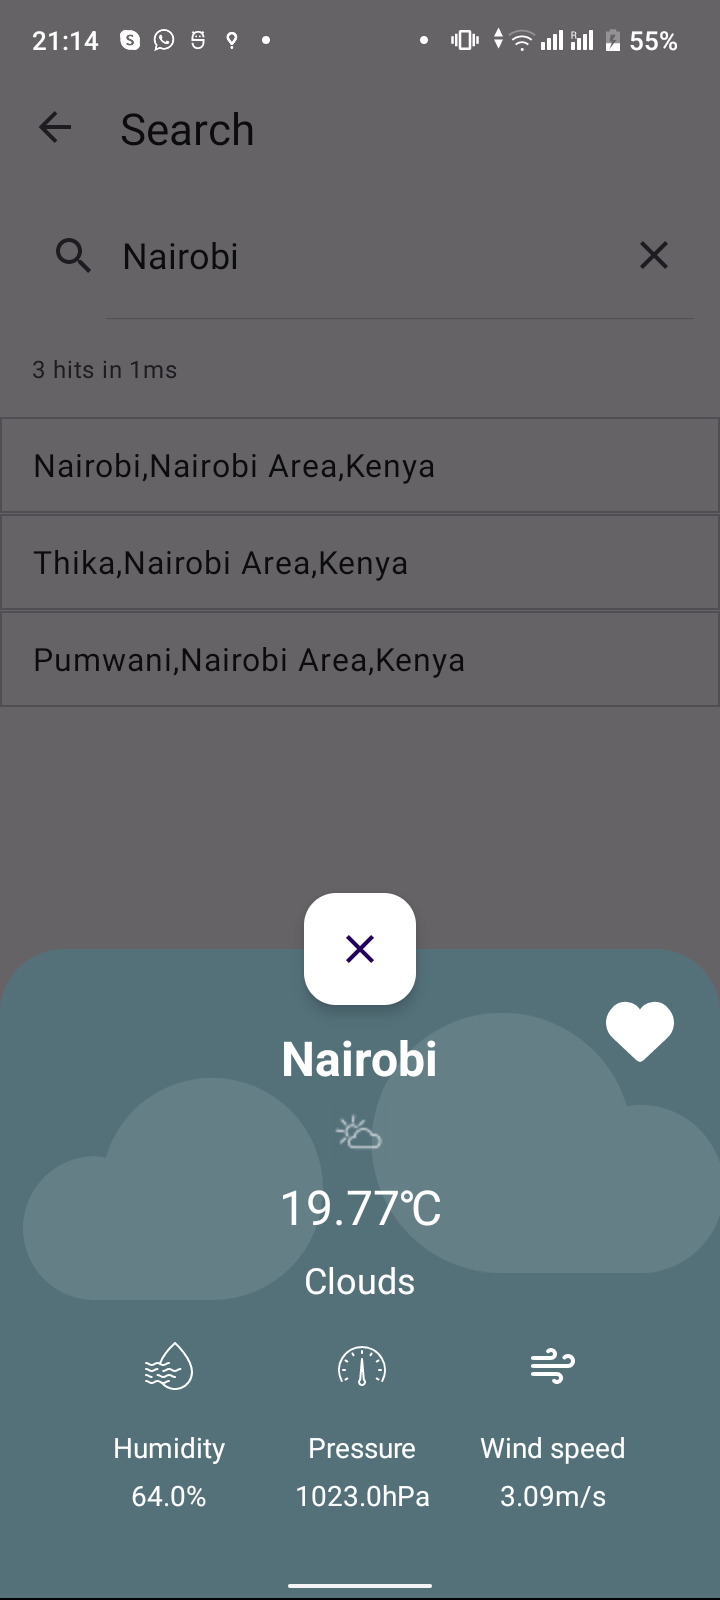 21:14 55%
Search
Nairobi
3 hits in 1ms
Nairobi,Nairobi Area,Kenya
Thika,Nairobi Area,Kenya
Pumwani,Nairobi Area,Kenya
Nairobi
19.77°C
Clouds
Humidity Pressure Wind speed
64.0% 1023.0hPa 3.09m/s